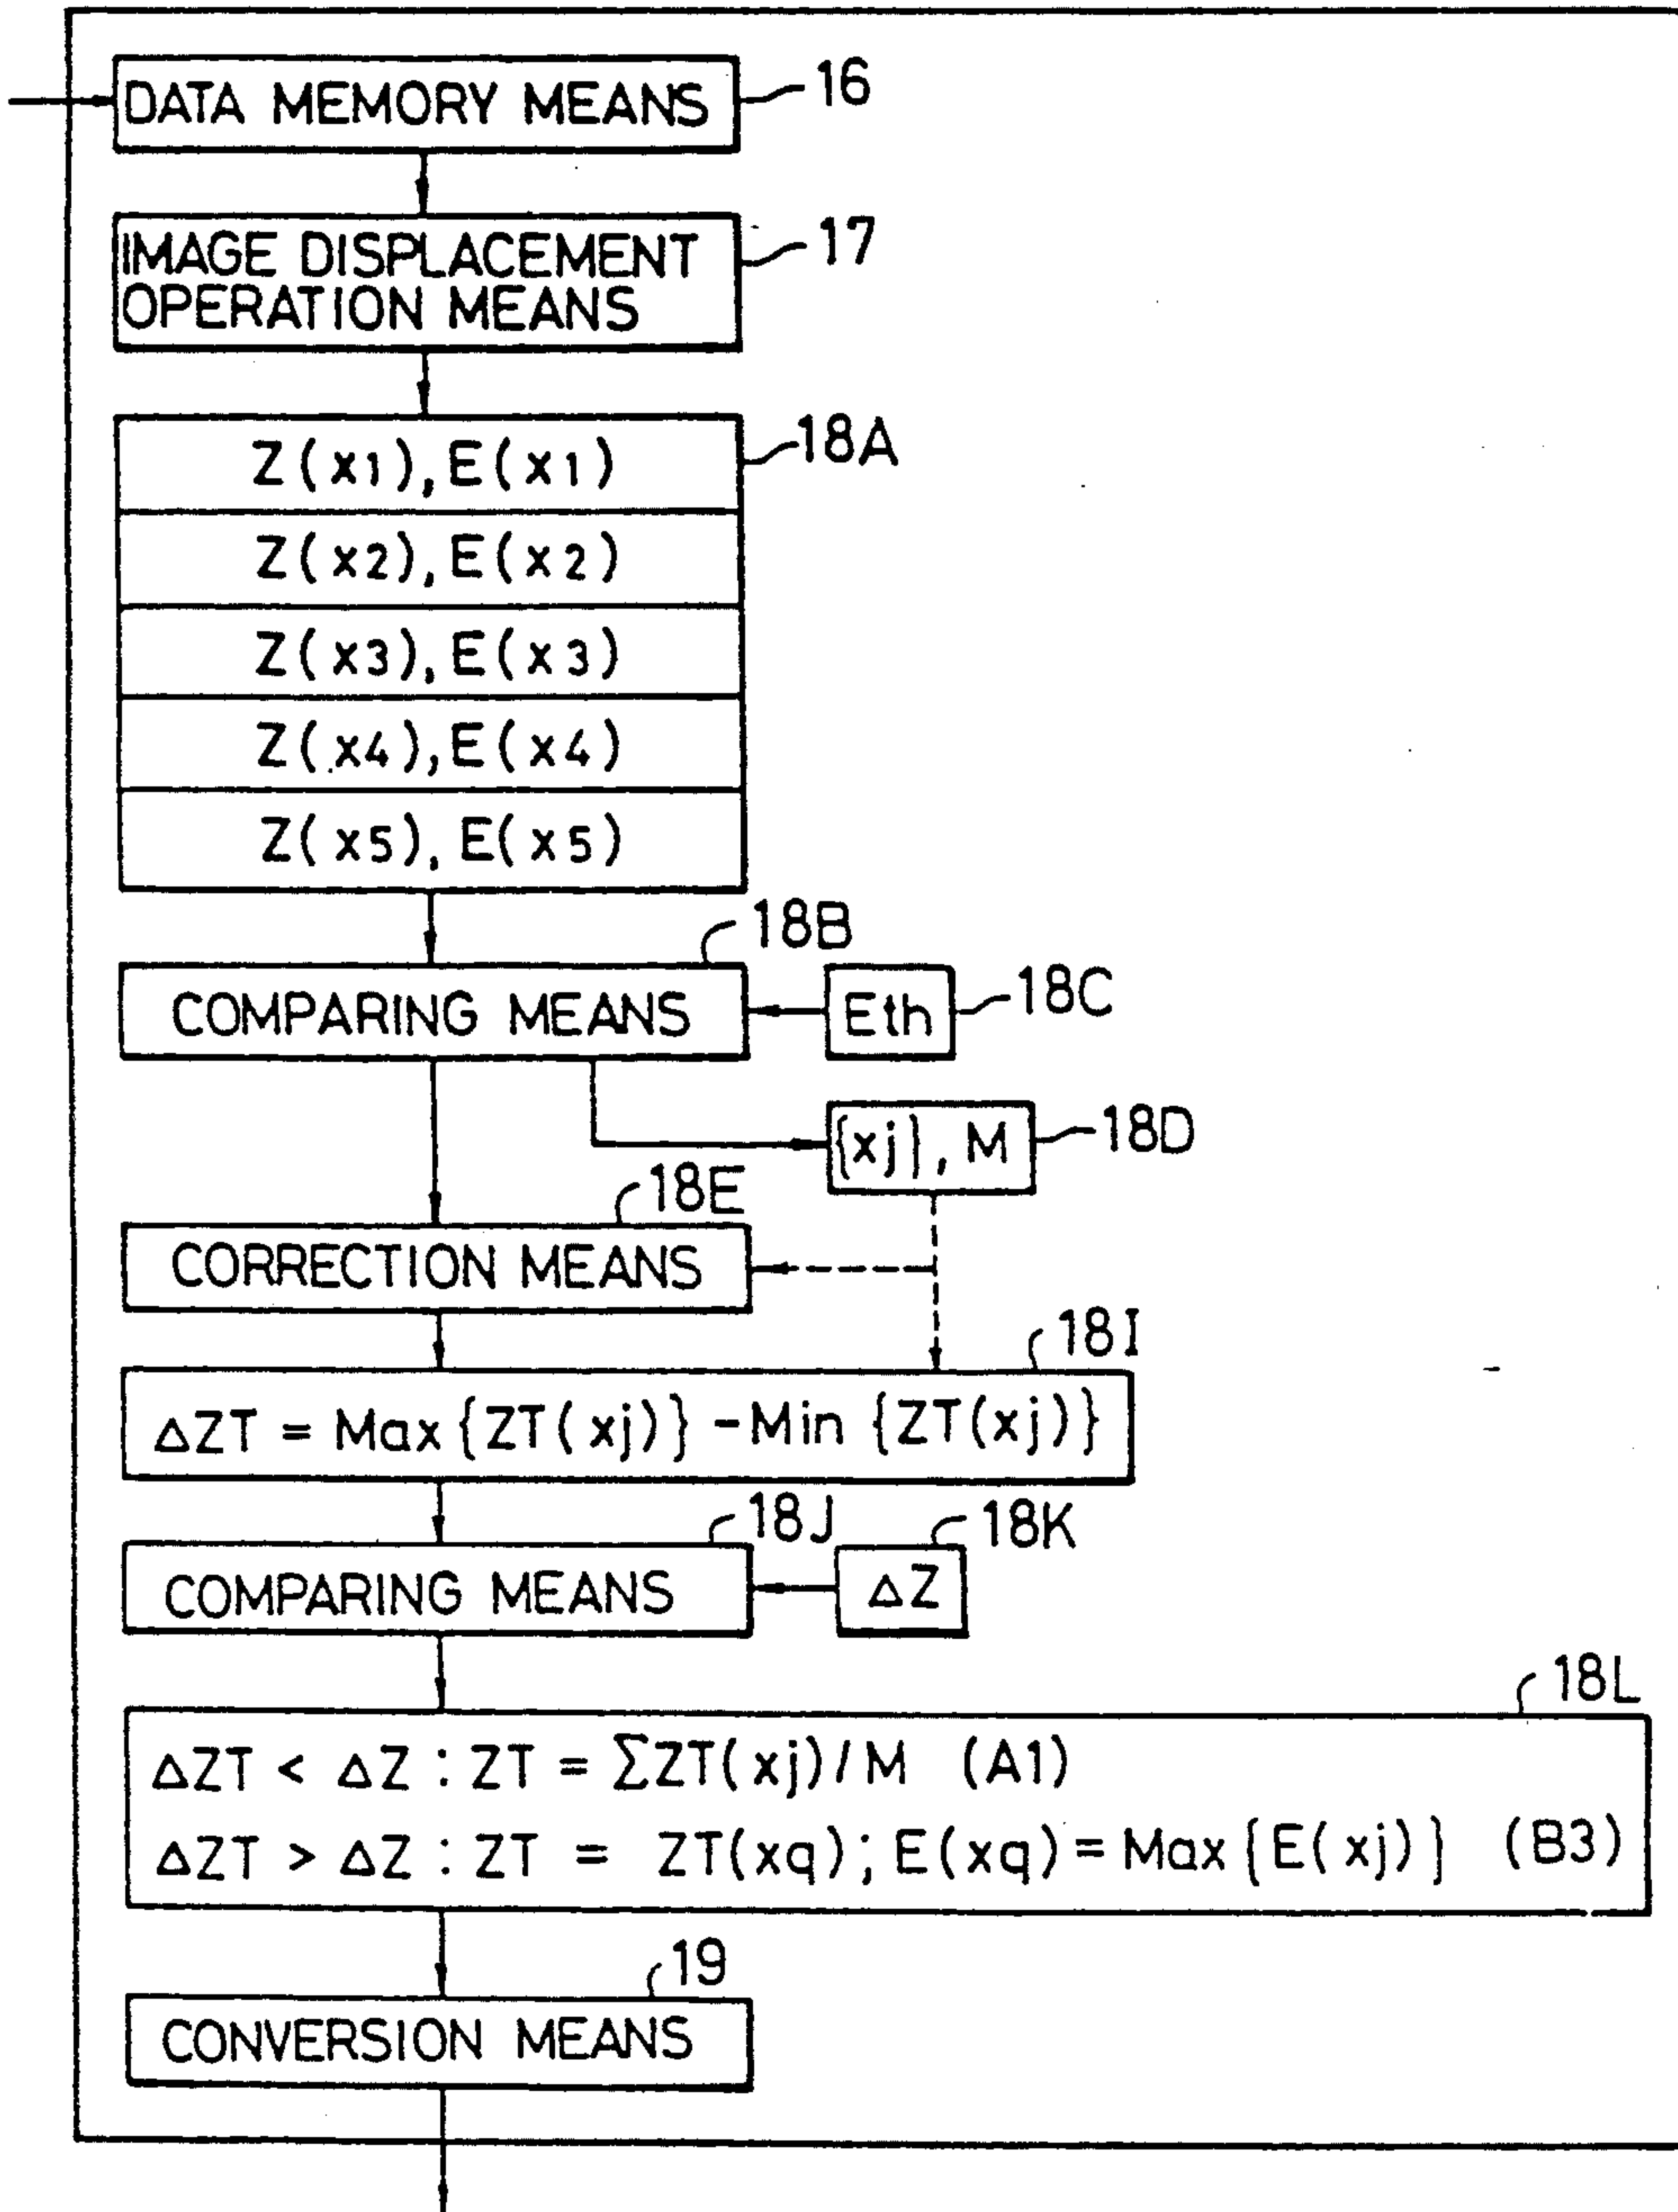 DATA MEMORY MEANS
16
IMAGE DISPLACEMENT
OPERATION MEANS
17
18A
Z(x1), E(x1)
Z(x2), E(x2)
Z(x3), E(x3)
Z(x4), E(x4)
Z(x5), E(x5)
18B
COMPARING MEANS
Eth
18C
{xj}, M
18D
18E
CORRECTION MEANS
18I
ΔZT = Max {ZT(xj)} - Min {ZT(xj)}
18J
18K
COMPARING MEANS
ΔZ
18L
ΔZT < ΔZ : ZT = ΣZT(xj)/M (A1)
ΔZT > ΔZ : ZT = ZT(xq); E(xq) = Max {E(xj)} (B3)
19
CONVERSION MEANS